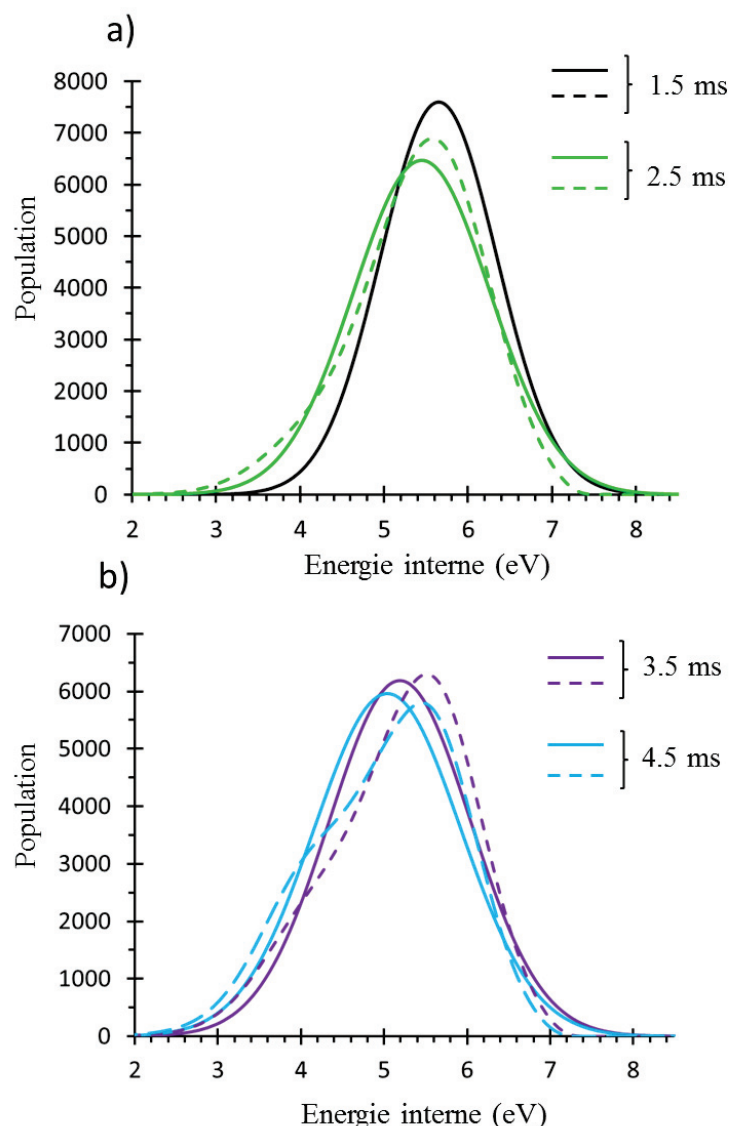 a)
8000
7000
6000
5000
4000
3000
2000
1000
0
Population
2 3 4 5 6 7 8
Energie interne (eV)
1.5 ms
2.5 ms
b)
7000
6000
5000
4000
3000
2000
1000
0
Population
2 3 4 5 6 7 8
Energie interne (eV)
3.5 ms
4.5 ms